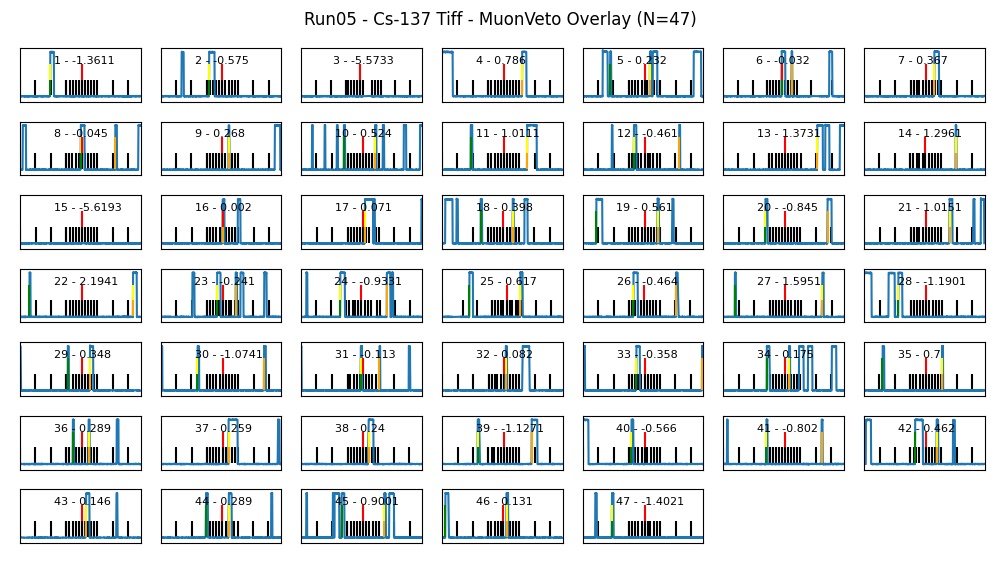 Run05 - Cs-137 Tiff - MuonVeto Overlay (N=47)
1 - -1.3611
2 - -0.575
3 - -5.5733
4 - 0.786
5 - 0.232
6 - -0.032
7 - 0.367
8 - -0.045
9 - 0.268
10 - 0.524
11 - 1.0111
12 - -0.461
13 - 1.3731
14 - 1.2961
15 - -5.6193
16 - 0.002
17 - 0.071
18 - 0.398
19 - 0.561
20 - -0.845
21 - 1.0151
22 - 2.1941
23 - -0.241
24 - -0.9331
25 - 0.617
26 - -0.464
27 - 1.5951
28 - -1.1901
29 - 0.348
30 - -1.0741
31 - -0.113
32 - 0.082
33 - -0.358
34 - 0.176
35 - 0.7
36 - 0.289
37 - 0.259
38 - 0.24
39 - -1.1271
40 - -0.566
41 - -0.802
42 - 0.462
43 - 0.146
44 - 0.289
45 - 0.9001
46 - 0.131
47 - -1.4021